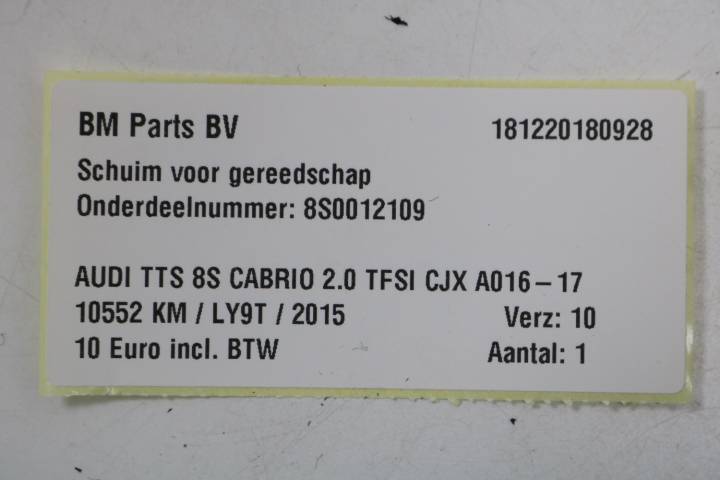 BM Parts BV 181220180928
Schuim voor gereedschap
Onderdeelnummer: 8S0012109
AUDI TTS 8S CABRIO 2.0 TFSI CJX A016-17
10552 KM / LY9T / 2015 Verz: 10
10 Euro incl. BTW Aantal: 1